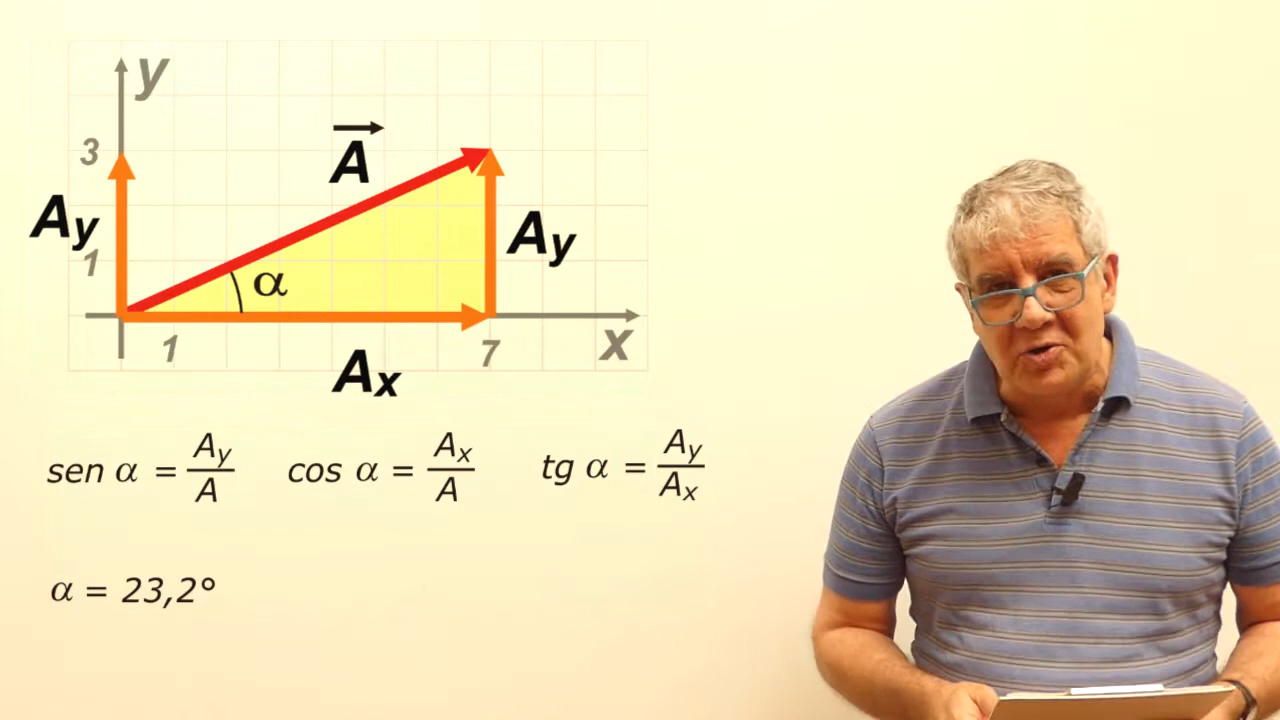 y
3
A
Ay
1
α
Ay
1
7
x
Ax
sen α = Ay/A cos α = Ax/A tg α = Ay/Ax
α = 23,2°